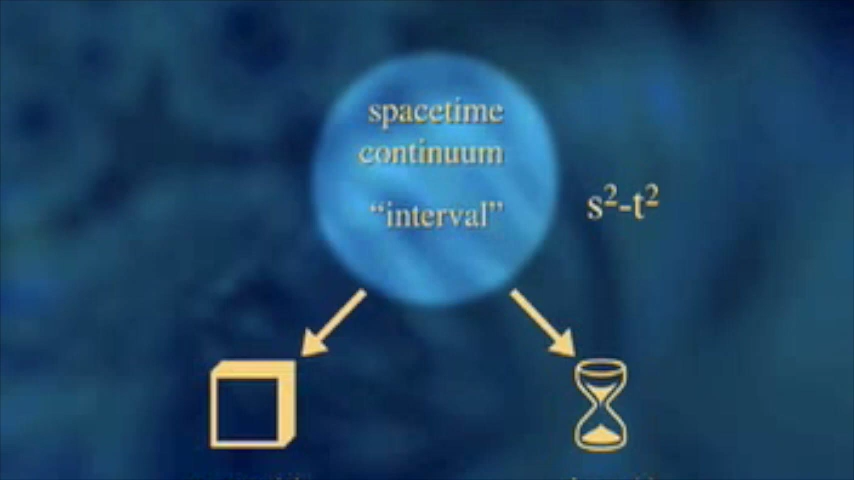 spacetime
continuum
“interval”
s²-t²